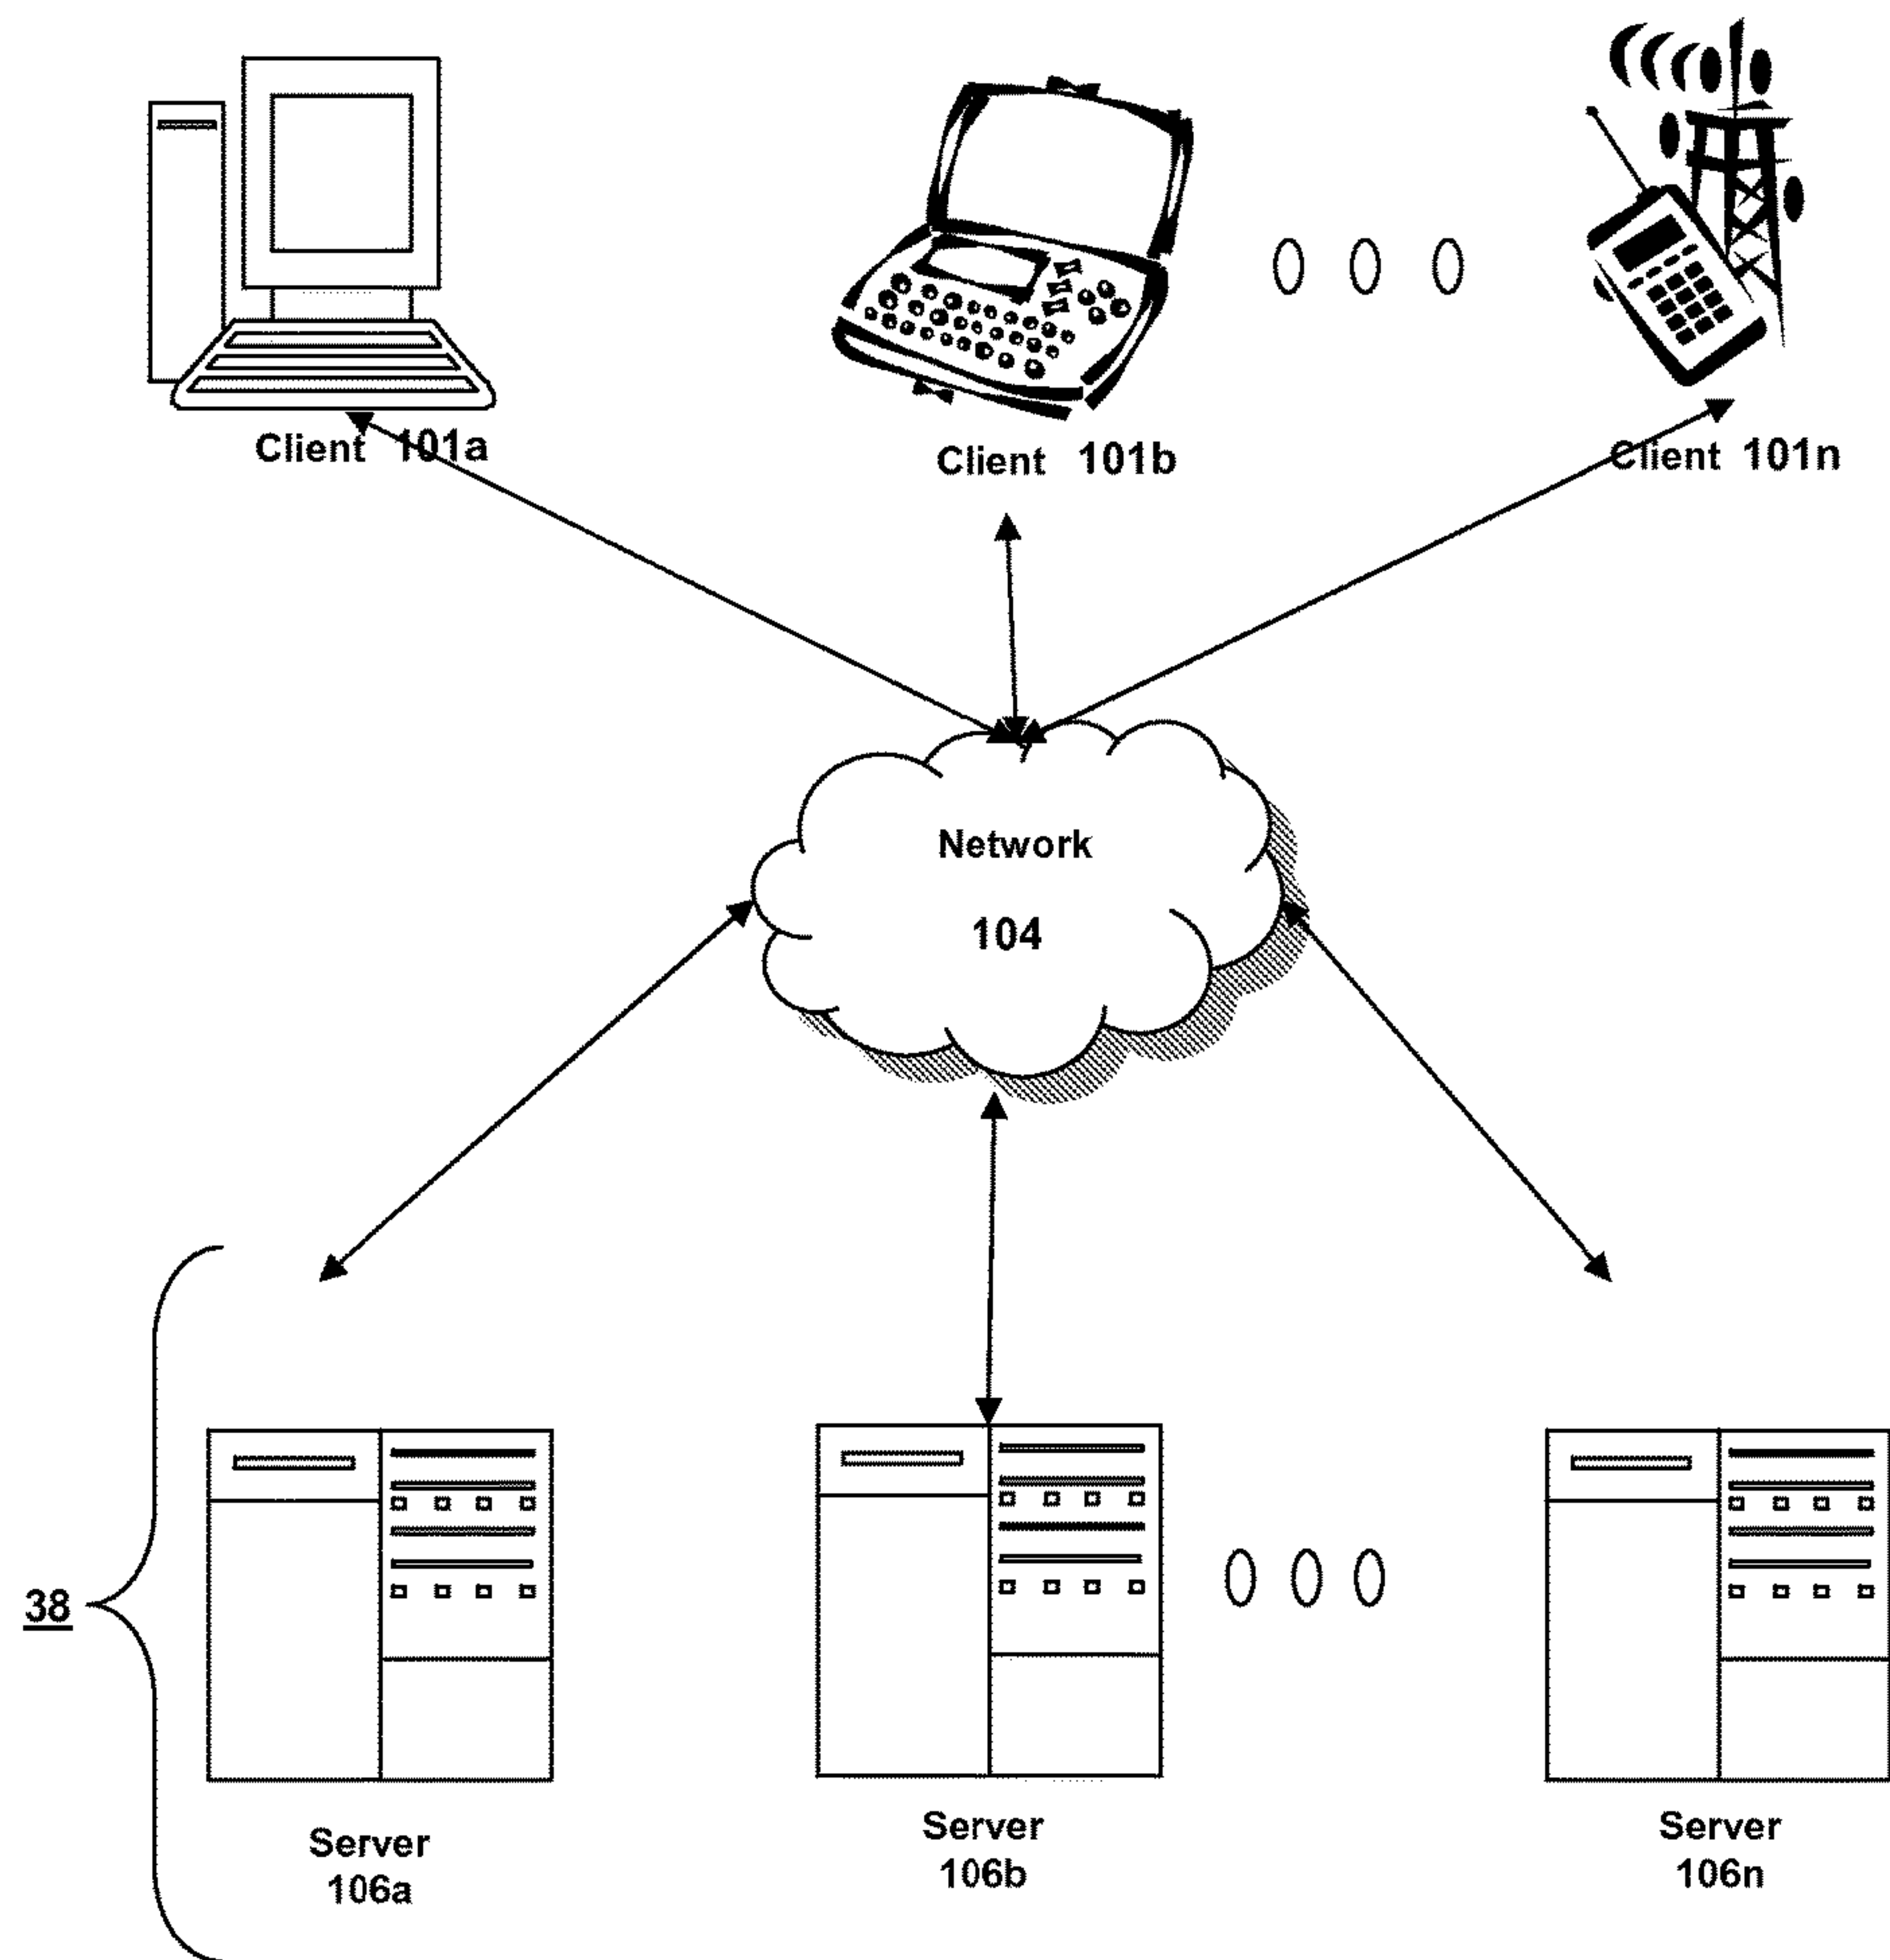 Client 101a
Client 101b
Client 101n
Network
104
38
Server
106a
Server
106b
Server
106n